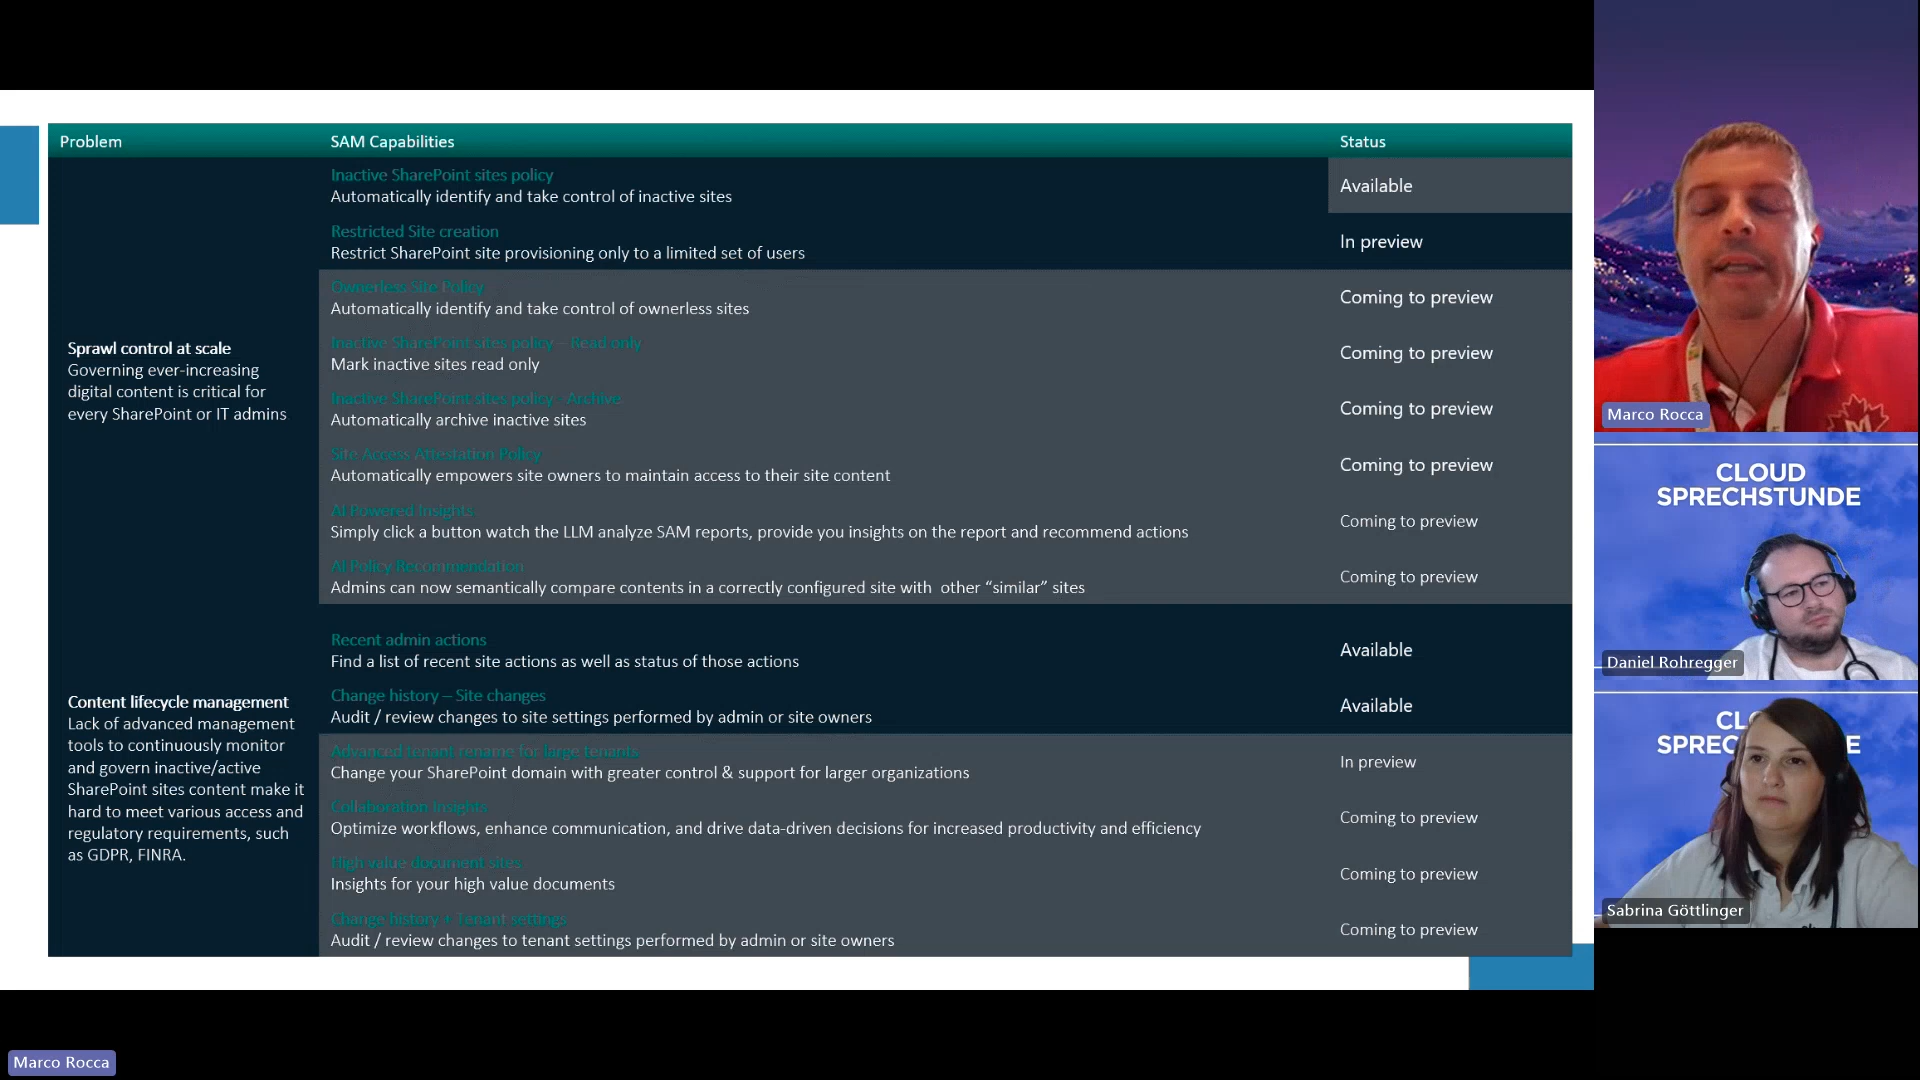 Problem
SAM Capabilities
Status
Sprawl control at scale
Governing ever-increasing
digital content is critical for
every SharePoint or IT admins
Inactive SharePoint sites policy
Automatically identify and take control of inactive sites
Available
Restricted Site creation
Restrict SharePoint site provisioning only to a limited set of users
In preview
Ownerless Site Policy
Automatically identify and take control of ownerless sites
Coming to preview
Inactive SharePoint sites policy – Read only
Mark inactive sites read only
Coming to preview
Inactive SharePoint sites policy - Archive
Automatically archive inactive sites
Coming to preview
Site Access Attestation Policy
Automatically empowers site owners to maintain access to their site content
Coming to preview
AI Powered Insights
Simply click a button watch the LLM analyze SAM reports, provide you insights on the report and recommend actions
Coming to preview
AI Policy Recommendation
Admins can now semantically compare contents in a correctly configured site with other “similar” sites
Coming to preview
Content lifecycle management
Lack of advanced management
tools to continuously monitor
and govern inactive/active
SharePoint sites content make it
hard to meet various access and
regulatory requirements, such
as GDPR, FINRA.
Recent admin actions
Find a list of recent site actions as well as status of those actions
Available
Change history – Site changes
Audit / review changes to site settings performed by admin or site owners
Available
Advanced tenant rename for large tenants
Change your SharePoint domain with greater control & support for larger organizations
In preview
Collaboration Insights
Optimize workflows, enhance communication, and drive data-driven decisions for increased productivity and efficiency
Coming to preview
High value document sites
Insights for your high value documents
Coming to preview
Change history + Tenant settings
Audit / review changes to tenant settings performed by admin or site owners
Coming to preview
Marco Rocca
CLOUD
SPRECHSTUNDE
Daniel Rohregger
CL
SPREC DE
Sabrina Göttlinger
Marco Rocca